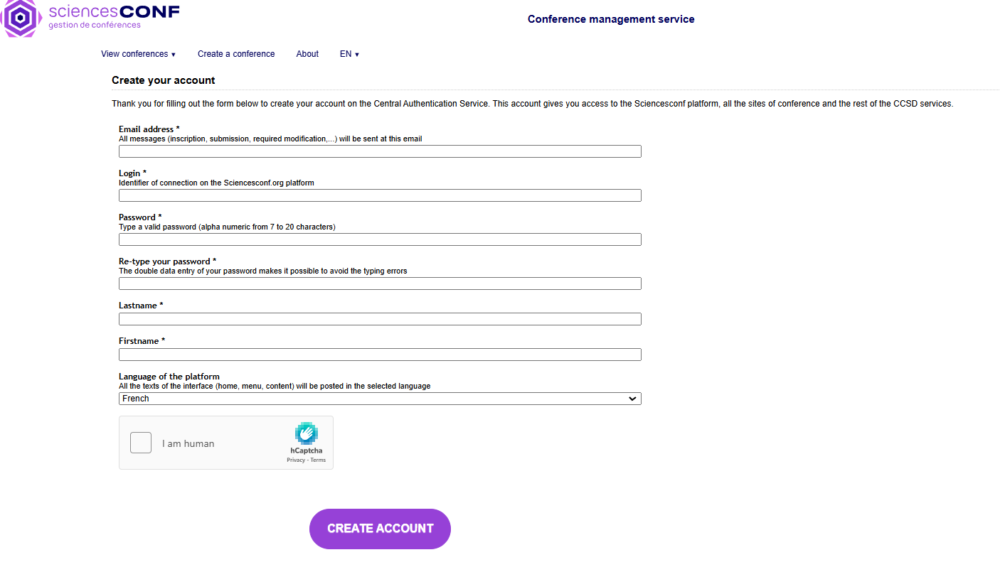 sciencesCONF
gestion de conférences
Conference management service
View conferences ▼ Create a conference About EN ▼
Create your account
Thank you for filling out the form below to create your account on the Central Authentication Service. This account gives you access to the Sciencesconf platform, all the sites of conference and the rest of the CCSD services.
Email address *
All messages (inscription, submission, required modification,...) will be sent at this email
Login *
Identifier of connection on the Sciencesconf.org platform
Password *
Type a valid password (alpha numeric from 7 to 20 characters)
Re-type your password *
The double data entry of your password makes it possible to avoid the typing errors
Lastname *
Firstname *
Language of the platform
All the texts of the interface (home, menu, content) will be posted in the selected language
French
I am human
hCaptcha
Privacy - Terms
CREATE ACCOUNT